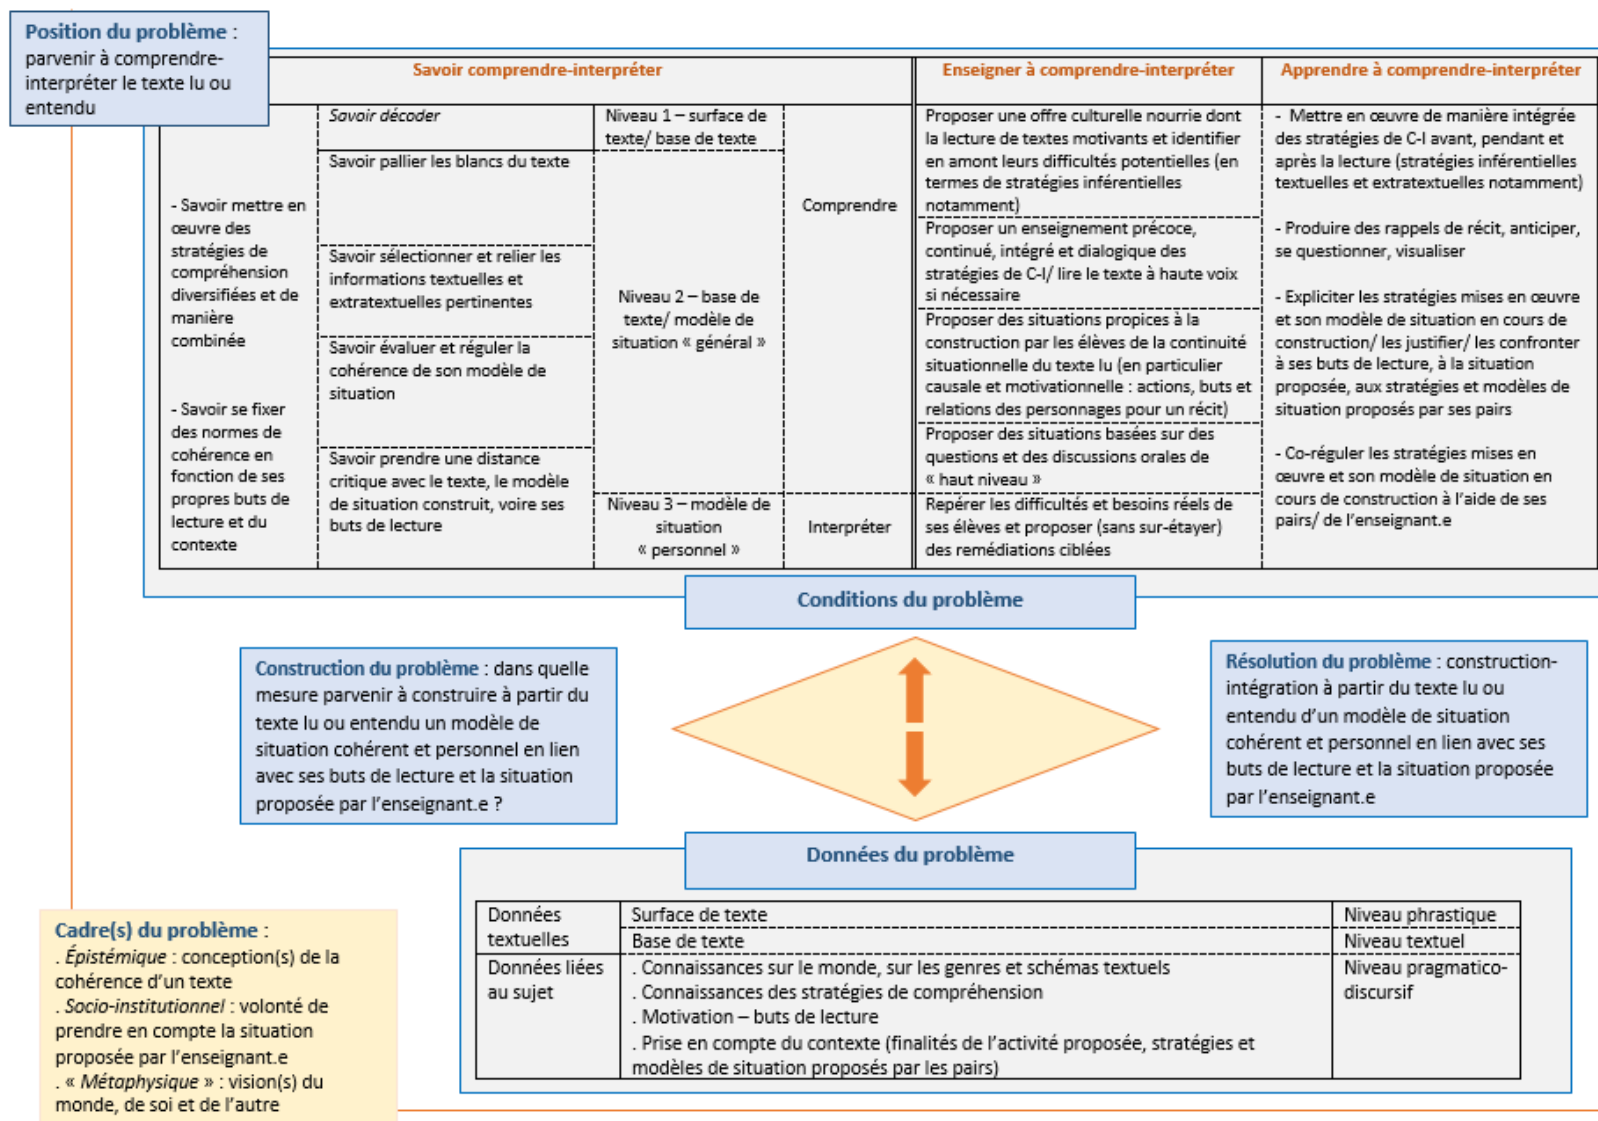 Position du problème :
parvenir à comprendre-
interpréter le texte lu ou
entendu
Savoir comprendre-interpréter
Enseigner à comprendre-interpréter
Apprendre à comprendre-interpréter
- Savoir mettre en
œuvre des
stratégies de
compréhension
diversifiées et de
manière
combinée
- Savoir se fixer
des normes de
cohérence en
fonction de ses
propres buts de
lecture et du
contexte
Savoir décoder
Savoir pallier les blancs du texte
Savoir sélectionner et relier les
informations textuelles et
extratextuelles pertinentes
Savoir évaluer et réguler la
cohérence de son modèle de
situation
Savoir prendre une distance
critique avec le texte, le modèle
de situation construit, voire ses
buts de lecture
Niveau 1 – surface de
texte/ base de texte
Niveau 2 – base de
texte/ modèle de
situation « général »
Niveau 3 – modèle de
situation
« personnel »
Comprendre
Interpréter
Proposer une offre culturelle nourrie dont
la lecture de textes motivants et identifier
en amont leurs difficultés potentielles (en
termes de stratégies inférentielles
notamment)
Proposer un enseignement précoce,
continué, intégré et dialogique des
stratégies de C-I/ lire le texte à haute voix
si nécessaire
Proposer des situations propices à la
construction par les élèves de la continuité
situationnelle du texte lu (en particulier
causale et motivationnelle : actions, buts et
relations des personnages pour un récit)
Proposer des situations basées sur des
questions et des discussions orales de
« haut niveau »
Repérer les difficultés et besoins réels de
ses élèves et proposer (sans sur-étayer)
des remédiations ciblées
- Mettre en œuvre de manière intégrée
des stratégies de C-I avant, pendant et
après la lecture (stratégies inférentielles
textuelles et extratextuelles notamment)
- Produire des rappels de récit, anticiper,
se questionner, visualiser
- Expliciter les stratégies mises en œuvre
et son modèle de situation en cours de
construction/ les justifier/ les confronter
à ses buts de lecture, à la situation
proposée, aux stratégies et modèles de
situation proposés par ses pairs
- Co-réguler les stratégies mises en
œuvre et son modèle de situation en
cours de construction à l'aide de ses
pairs/ de l'enseignant.e
Conditions du problème
Construction du problème : dans quelle
mesure parvenir à construire à partir du
texte lu ou entendu un modèle de
situation cohérent et personnel en lien
avec ses buts de lecture et la situation
proposée par l'enseignant.e ?
Résolution du problème : construction-
intégration à partir du texte lu ou
entendu d'un modèle de situation
cohérent et personnel en lien avec ses
buts de lecture et la situation proposée
par l'enseignant.e
Données du problème
Données
textuelles
Surface de texte
Niveau phrastique
Base de texte
Niveau textuel
Données liées
au sujet
. Connaissances sur le monde, sur les genres et schémas textuels
. Connaissances des stratégies de compréhension
. Motivation – buts de lecture
. Prise en compte du contexte (finalités de l'activité proposée, stratégies et
modèles de situation proposés par les pairs)
Niveau pragmatico-
discursif
Cadre(s) du problème :
. Épistémique : conception(s) de la
cohérence d'un texte
. Socio-institutionnel : volonté de
prendre en compte la situation
proposée par l'enseignant.e
. « Métaphysique » : vision(s) du
monde, de soi et de l'autre